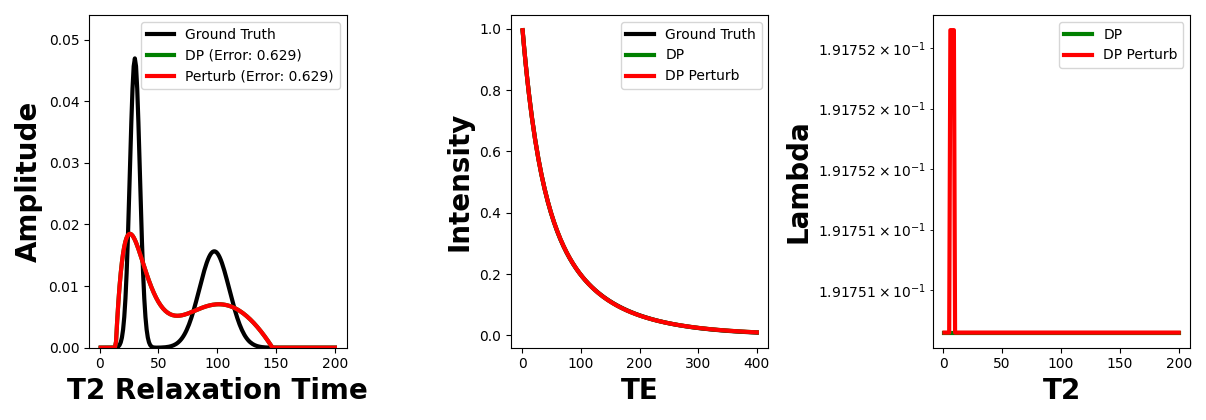 Amplitude
0.05
0.04
0.03
0.02
0.01
0.00
Ground Truth
DP (Error: 0.629)
Perturb (Error: 0.629)
0 50 100 150 200
T2 Relaxation Time
Intensity
1.0
0.8
0.6
0.4
0.2
0.0
Ground Truth
DP
DP Perturb
0 100 200 300 400
TE
Lambda
1.91752 × 10⁻¹
1.91752 × 10⁻¹
1.91752 × 10⁻¹
1.91751 × 10⁻¹
1.91751 × 10⁻¹
DP
DP Perturb
0 50 100 150 200
T2